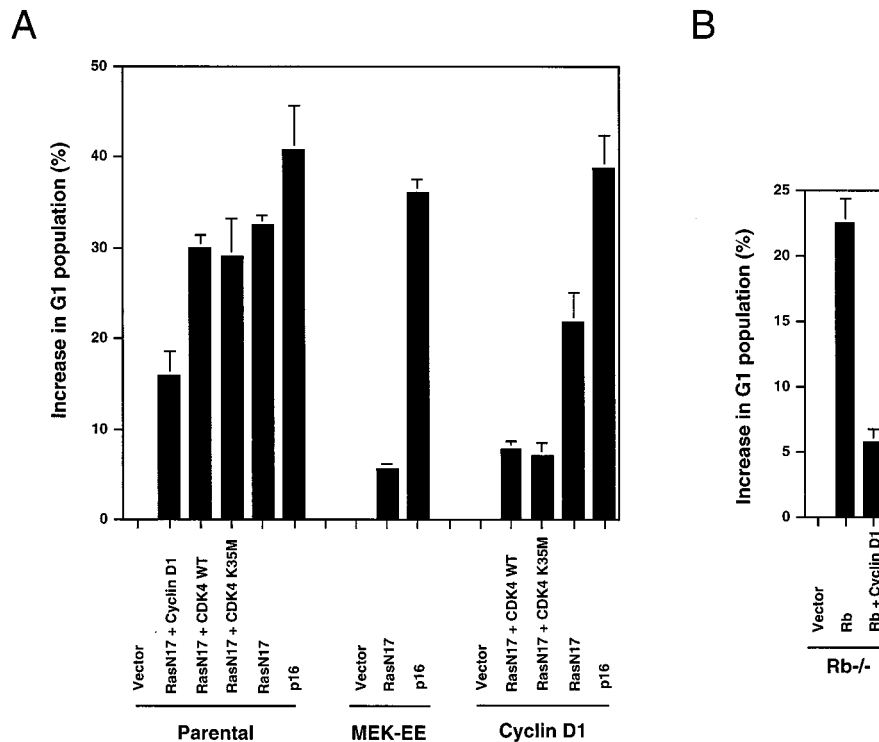 A
Increase in G1 population (%)
50
40
30
20
10
0
Vector
RasN17 + Cyclin D1
RasN17 + CDK4 WT
RasN17 + CDK4 K35M
RasN17
p16
Parental
Vector
RasN17
p16
MEK-EE
Vector
RasN17 + CDK4 WT
RasN17 + CDK4 K35M
RasN17
p16
Cyclin D1
B
Increase in G1 population (%)
25
20
15
10
5
0
Vector
Rb
Rb + Cyclin D1
Rb-/-